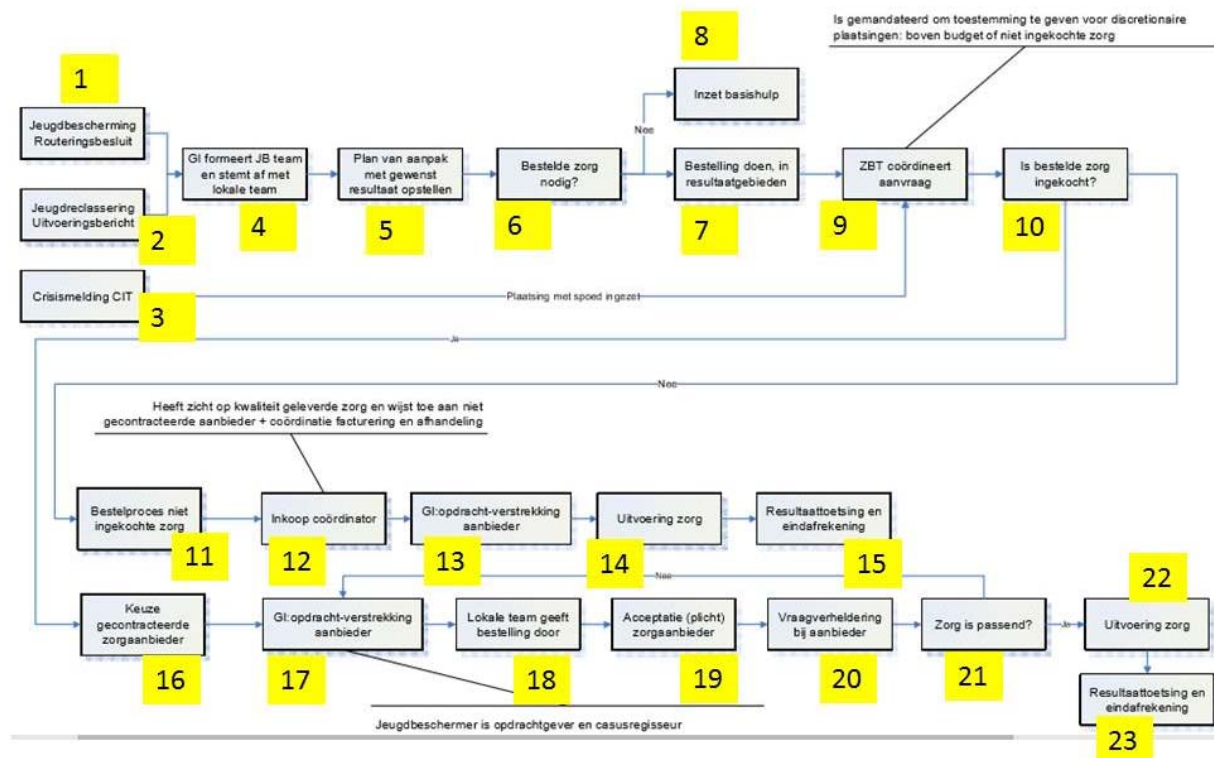 Is gemandateerd om toestemming te geven voor discretionaire
plaatsingen: boven budget of niet ingekochte zorg
8
1
Inzet basishulp
Jeugdbescherming
Routeringsbesluit
Nee
GI formeert JB team
en stemt af met
lokale team
Plan van aanpak
met gewenst
resultaat opstellen
Bestelde zorg
nodig?
Bestelling doen, in
resultaatgebieden
ZBT coördineert
aanvraag
Is bestelde zorg
ingekocht?
Jeugdreclassering
Uitvoeringsbericht
2
4
5
6
7
9
10
Crisismelding CIT
3
Plaatsing met spoed ingezet
Ja
Nee
Heeft zicht op kwaliteit geleverde zorg en wijst toe aan niet
gecontracteerde aanbieder + coördinatie facturering en afhandeling
Bestelproces niet
ingekochte zorg
Inkoop coördinator
GI:opdracht-verstrekking
aanbieder
Uitvoering zorg
Resultaattoetsing en
eindafrekening
11
12
13
14
15
Nee
22
Keuze
gecontracteerde
zorgaanbieder
GI:opdracht-verstrekking
aanbieder
Lokale team geeft
bestelling door
Acceptatie (plicht)
zorgaanbieder
Vraagverheldering
bij aanbieder
Zorg is passend?
Ja
Uitvoering zorg
16
17
18
19
20
21
Resultaattoetsing en
eindafrekening
23
Jeugdbeschermer is opdrachtgever en casusregisseur